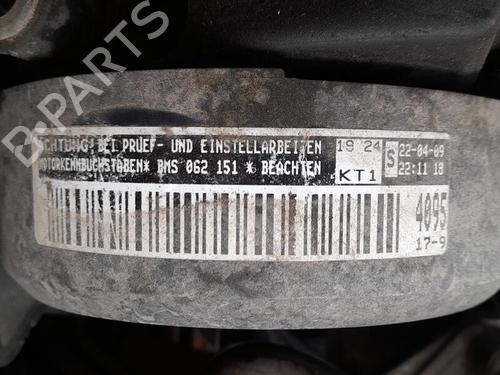 ACHTUNG! BEI PRUEF- UND EINSTELLARBEITEN
MOTORKENNBUCHSTABEN* BMS 062 151 * BEACHTEN
19 24
KT1
S
22-04-09
22:11 18
4095
17-9
B-PARTS